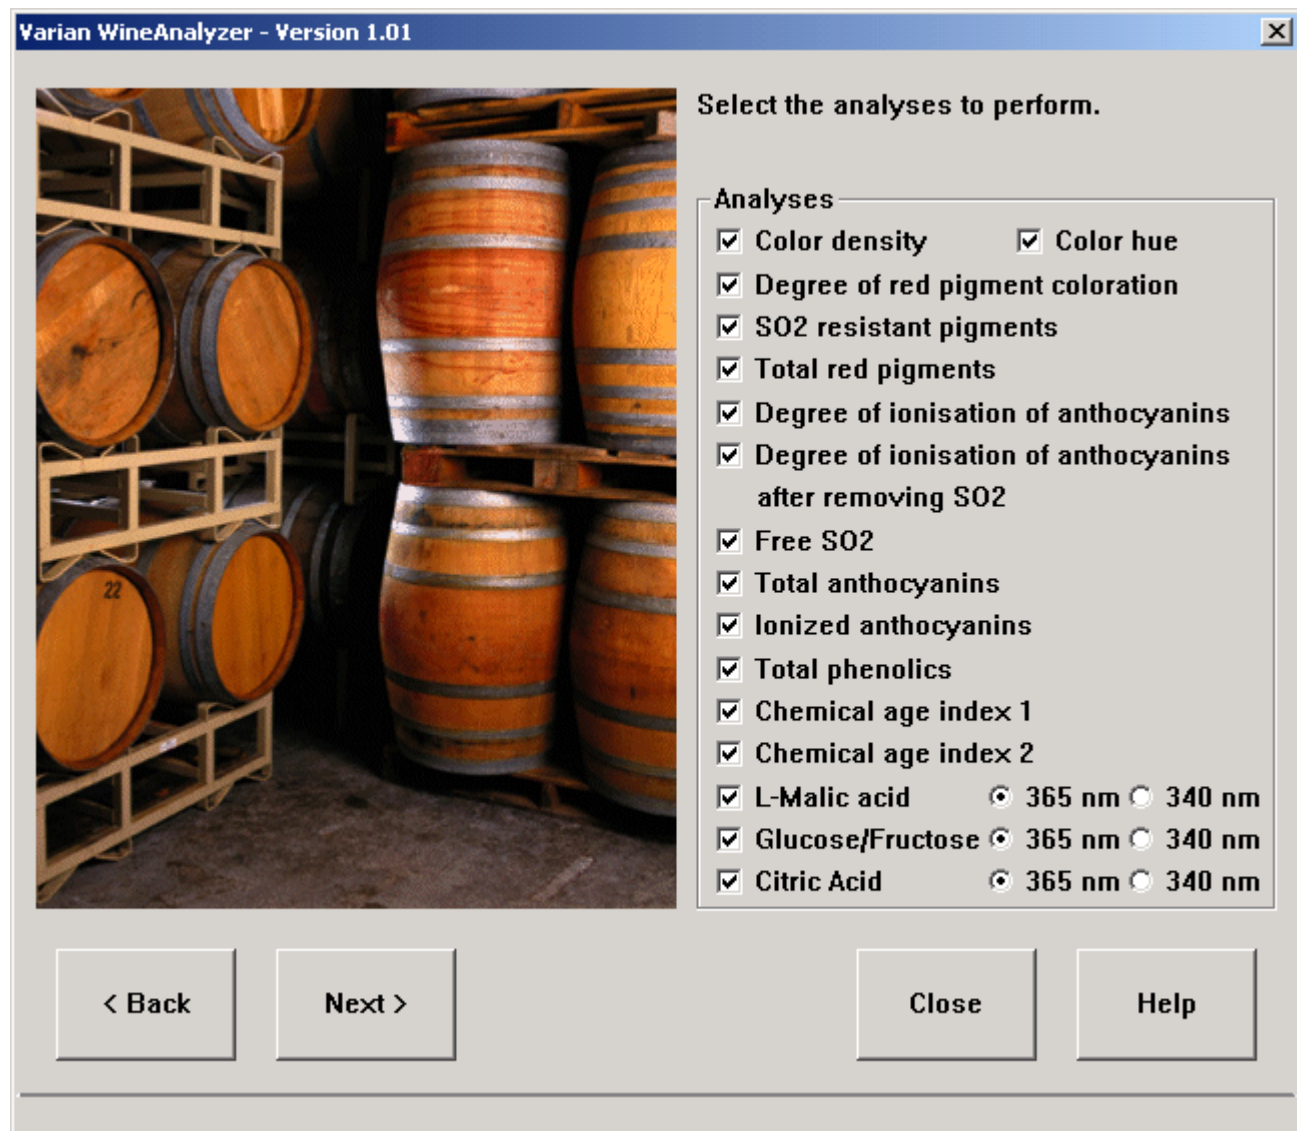 Varian WineAnalyzer - Version 1.01
Select the analyses to perform.
Analyses
Color density Color hue
Degree of red pigment coloration
SO2 resistant pigments
Total red pigments
Degree of ionisation of anthocyanins
Degree of ionisation of anthocyanins
after removing SO2
Free SO2
Total anthocyanins
Ionized anthocyanins
Total phenolics
Chemical age index 1
Chemical age index 2
L-Malic acid 365 nm 340 nm
Glucose/Fructose 365 nm 340 nm
Citric Acid 365 nm 340 nm
22
< Back Next > Close Help